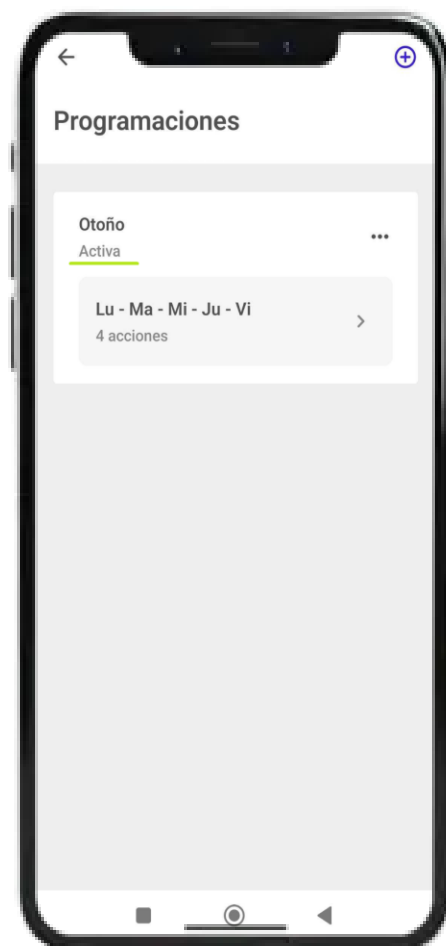 Programaciones
Otoño
Activa
Lu - Ma - Mi - Ju - Vi
4 acciones